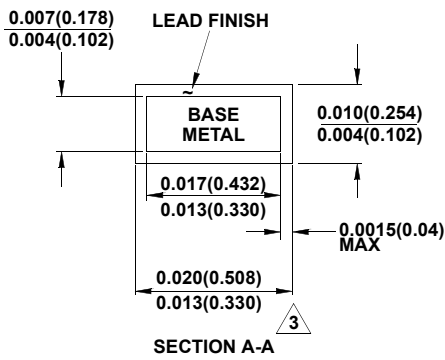 0.007(0.178)
0.004(0.102)
LEAD FINISH
~
BASE
METAL
0.010(0.254)
0.004(0.102)
0.017(0.432)
0.013(0.330)
0.0015(0.04)
MAX
0.020(0.508)
0.013(0.330)
3
SECTION A-A